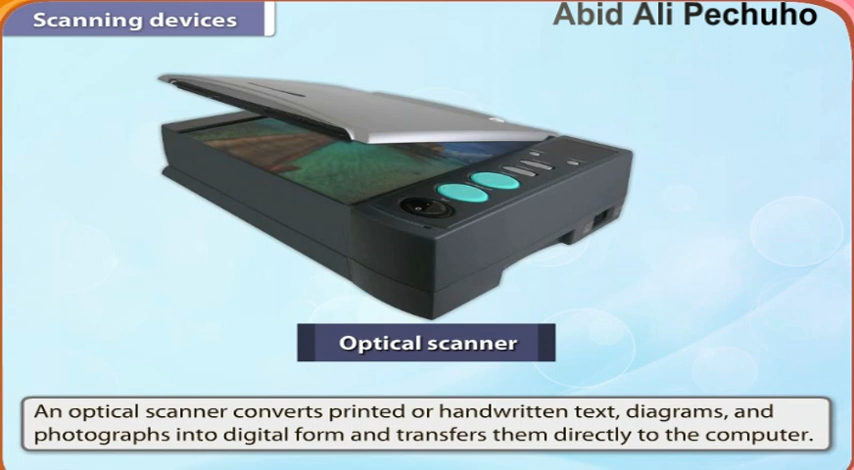 Scanning devices
Abid Ali Pechuho
Optical scanner
An optical scanner converts printed or handwritten text, diagrams, and
photographs into digital form and transfers them directly to the computer.